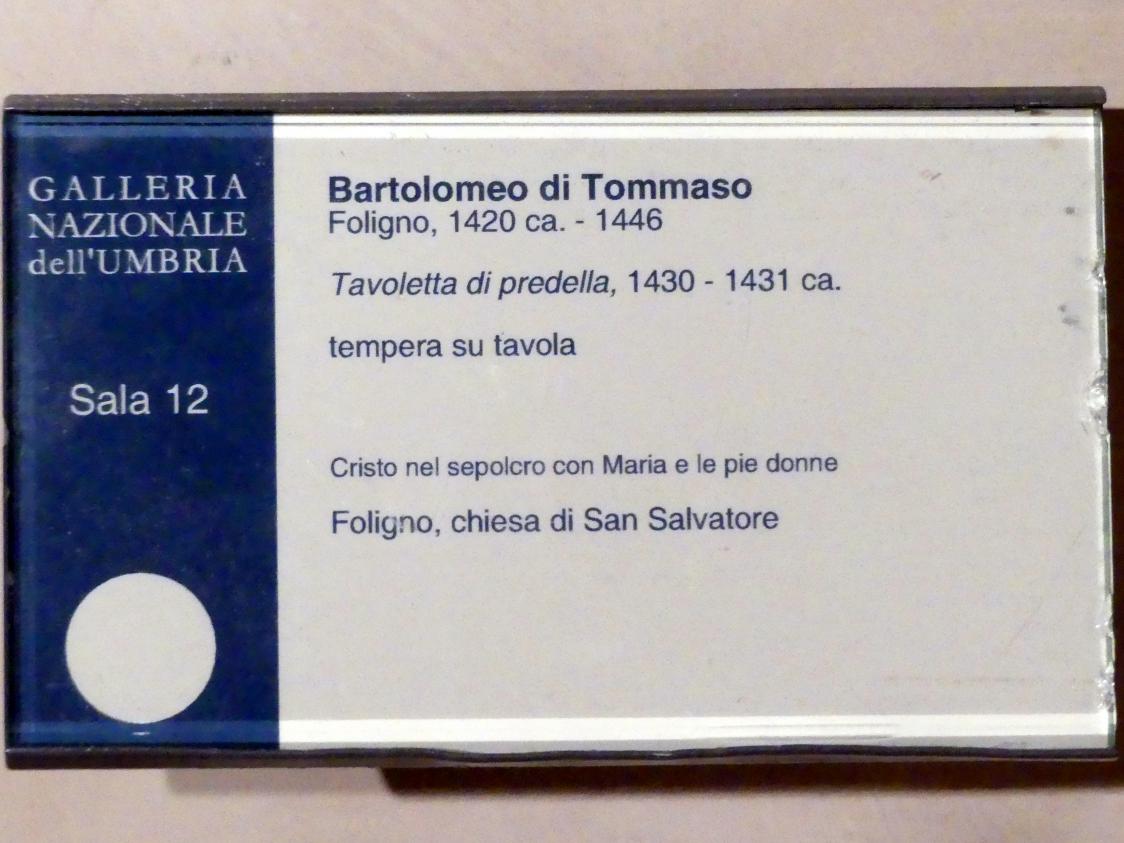 GALLERIA
NAZIONALE
dell'UMBRIA
Sala 12
Bartolomeo di Tommaso
Foligno, 1420 ca. - 1446
Tavoletta di predella, 1430 - 1431 ca.
tempera su tavola
Cristo nel sepolcro con Maria e le pie donne
Foligno, chiesa di San Salvatore